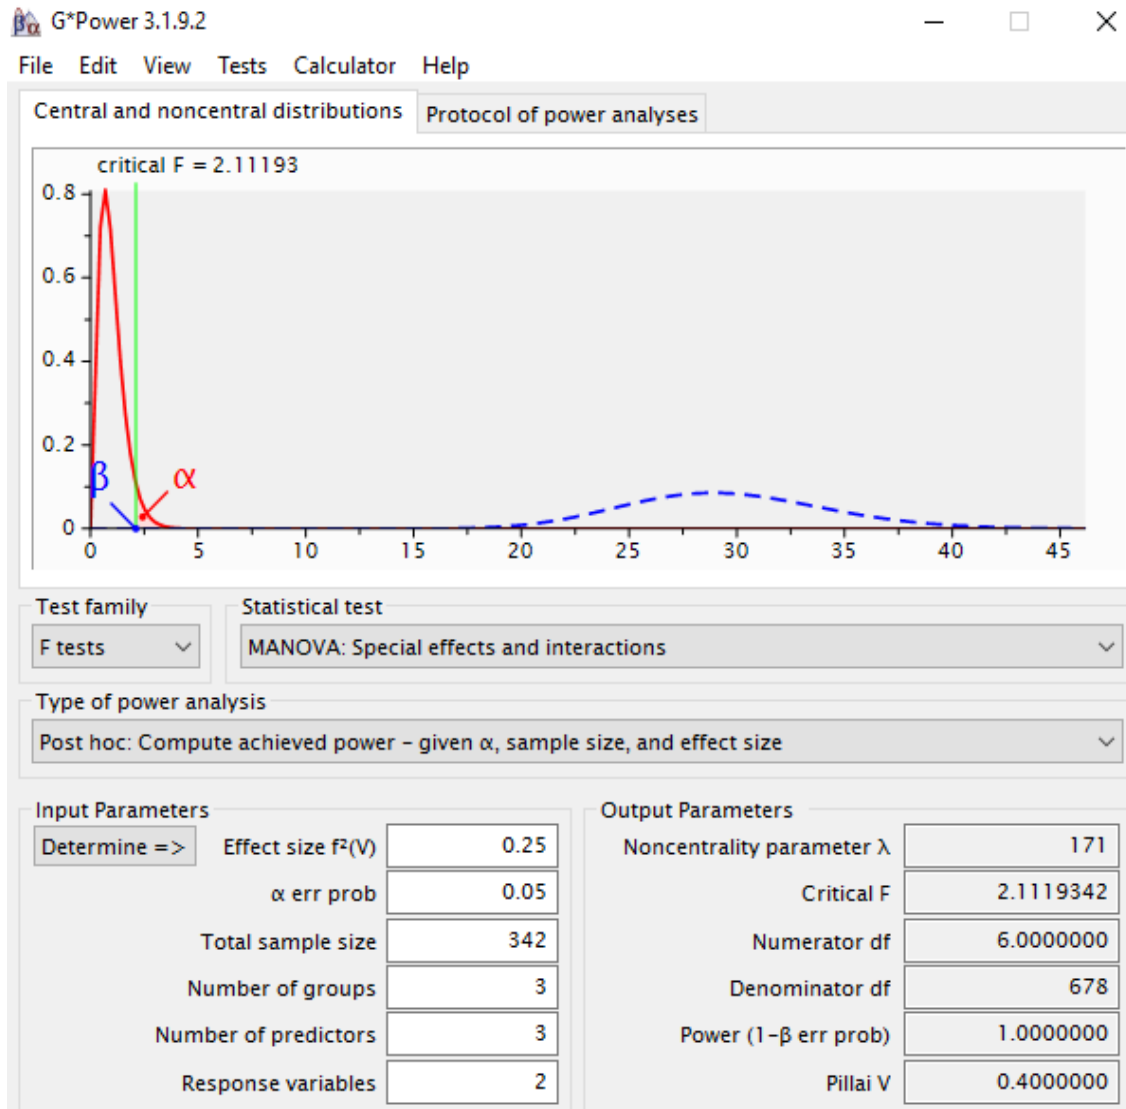 G*Power 3.1.9.2
File Edit View Tests Calculator Help
Central and noncentral distributions Protocol of power analyses
critical F = 2.11193
0.8
0.6
0.4
0.2
β α
0
0 5 10 15 20 25 30 35 40 45
Test family Statistical test
F tests MANOVA: Special effects and interactions
Type of power analysis
Post hoc: Compute achieved power – given α, sample size, and effect size
Input Parameters Output Parameters
Determine => Effect size f²(V) 0.25 Noncentrality parameter λ 171
α err prob 0.05 Critical F 2.1119342
Total sample size 342 Numerator df 6.0000000
Number of groups 3 Denominator df 678
Number of predictors 3 Power (1–β err prob) 1.0000000
Response variables 2 Pillai V 0.4000000